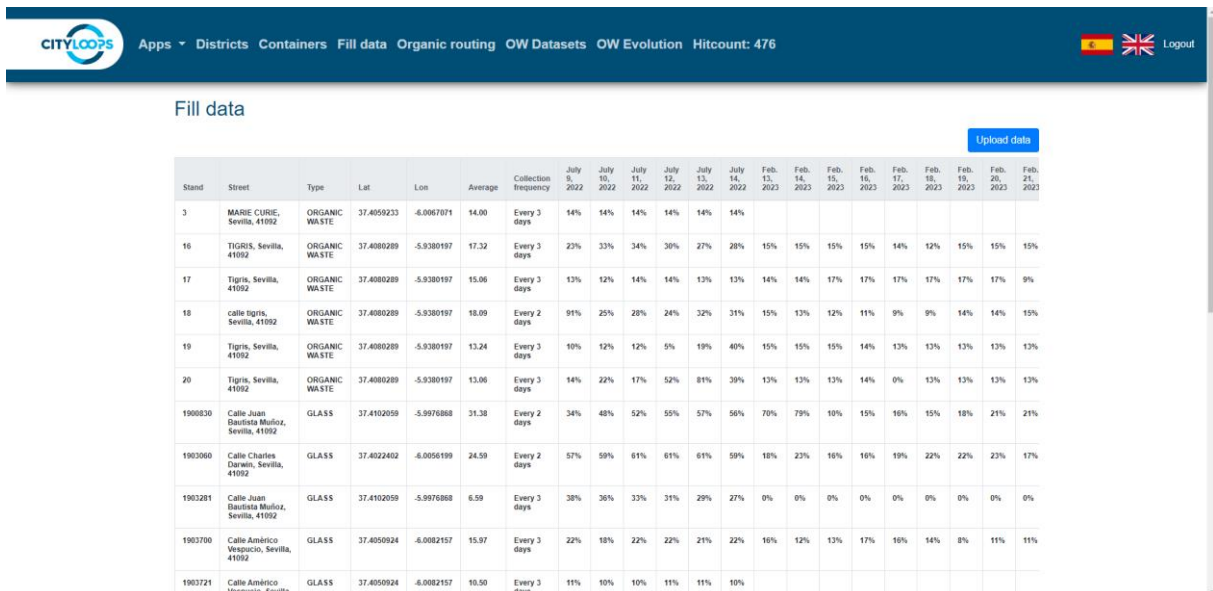 CITYLOOPS Apps Districts Containers Fill data Organic routing OW Datasets OW Evolution Hitcount: 476 Logout
Fill data
Upload data
Stand Street Type Lat Lon Average Collection frequency July 9, 2022 July 10, 2022 July 11, 2022 July 12, 2022 July 13, 2022 July 14, 2022 Feb. 13, 2023 Feb. 14, 2023 Feb. 15, 2023 Feb. 16, 2023 Feb. 17, 2023 Feb. 18, 2023 Feb. 19, 2023 Feb. 20, 2023 Feb. 21, 2023
3 MARIE CURIE, Sevilla, 41092 ORGANIC WASTE 37.4059233 -6.0067071 14.00 Every 3 days 14% 14% 14% 14% 14% 14%
16 TIGRIS, Sevilla, 41092 ORGANIC WASTE 37.4080289 -5.9380197 17.32 Every 3 days 23% 33% 34% 30% 27% 28% 15% 15% 15% 15% 14% 12% 15% 15% 15%
17 Tigris, Sevilla, 41092 ORGANIC WASTE 37.4080289 -5.9380197 15.06 Every 3 days 13% 12% 14% 14% 13% 13% 14% 14% 17% 17% 17% 17% 17% 17% 9%
18 calle tigris, Sevilla, 41092 ORGANIC WASTE 37.4080289 -5.9380197 18.09 Every 2 days 91% 25% 28% 24% 32% 31% 15% 13% 12% 11% 9% 9% 14% 14% 15%
19 Tigris, Sevilla, 41092 ORGANIC WASTE 37.4080289 -5.9380197 13.24 Every 3 days 10% 12% 12% 5% 19% 40% 15% 15% 15% 14% 13% 13% 13% 13% 13%
20 Tigris, Sevilla, 41092 ORGANIC WASTE 37.4080289 -5.9380197 13.06 Every 3 days 14% 22% 17% 52% 81% 39% 13% 13% 13% 14% 0% 13% 13% 13% 13%
1900830 Calle Juan Bautista Muñoz, Sevilla, 41092 GLASS 37.4102059 -5.9976868 31.38 Every 2 days 34% 48% 52% 55% 57% 56% 70% 79% 10% 15% 16% 15% 18% 21% 21%
1903060 Calle Charles Darwin, Sevilla, 41092 GLASS 37.4022402 -6.0056199 24.59 Every 2 days 57% 59% 61% 61% 61% 59% 18% 23% 16% 16% 19% 22% 22% 23% 17%
1903281 Calle Juan Bautista Muñoz, Sevilla, 41092 GLASS 37.4102059 -5.9976868 6.59 Every 3 days 38% 36% 33% 31% 29% 27% 0% 0% 0% 0% 0% 0% 0% 0% 0%
1903700 Calle Américo Vespucio, Sevilla, 41092 GLASS 37.4050924 -6.0082157 15.97 Every 3 days 22% 18% 22% 22% 21% 22% 16% 12% 13% 17% 16% 14% 8% 11% 11%
1903721 Calle Américo GLASS 37.4050924 -6.0082157 10.50 Every 3 11% 10% 10% 11% 11% 10%